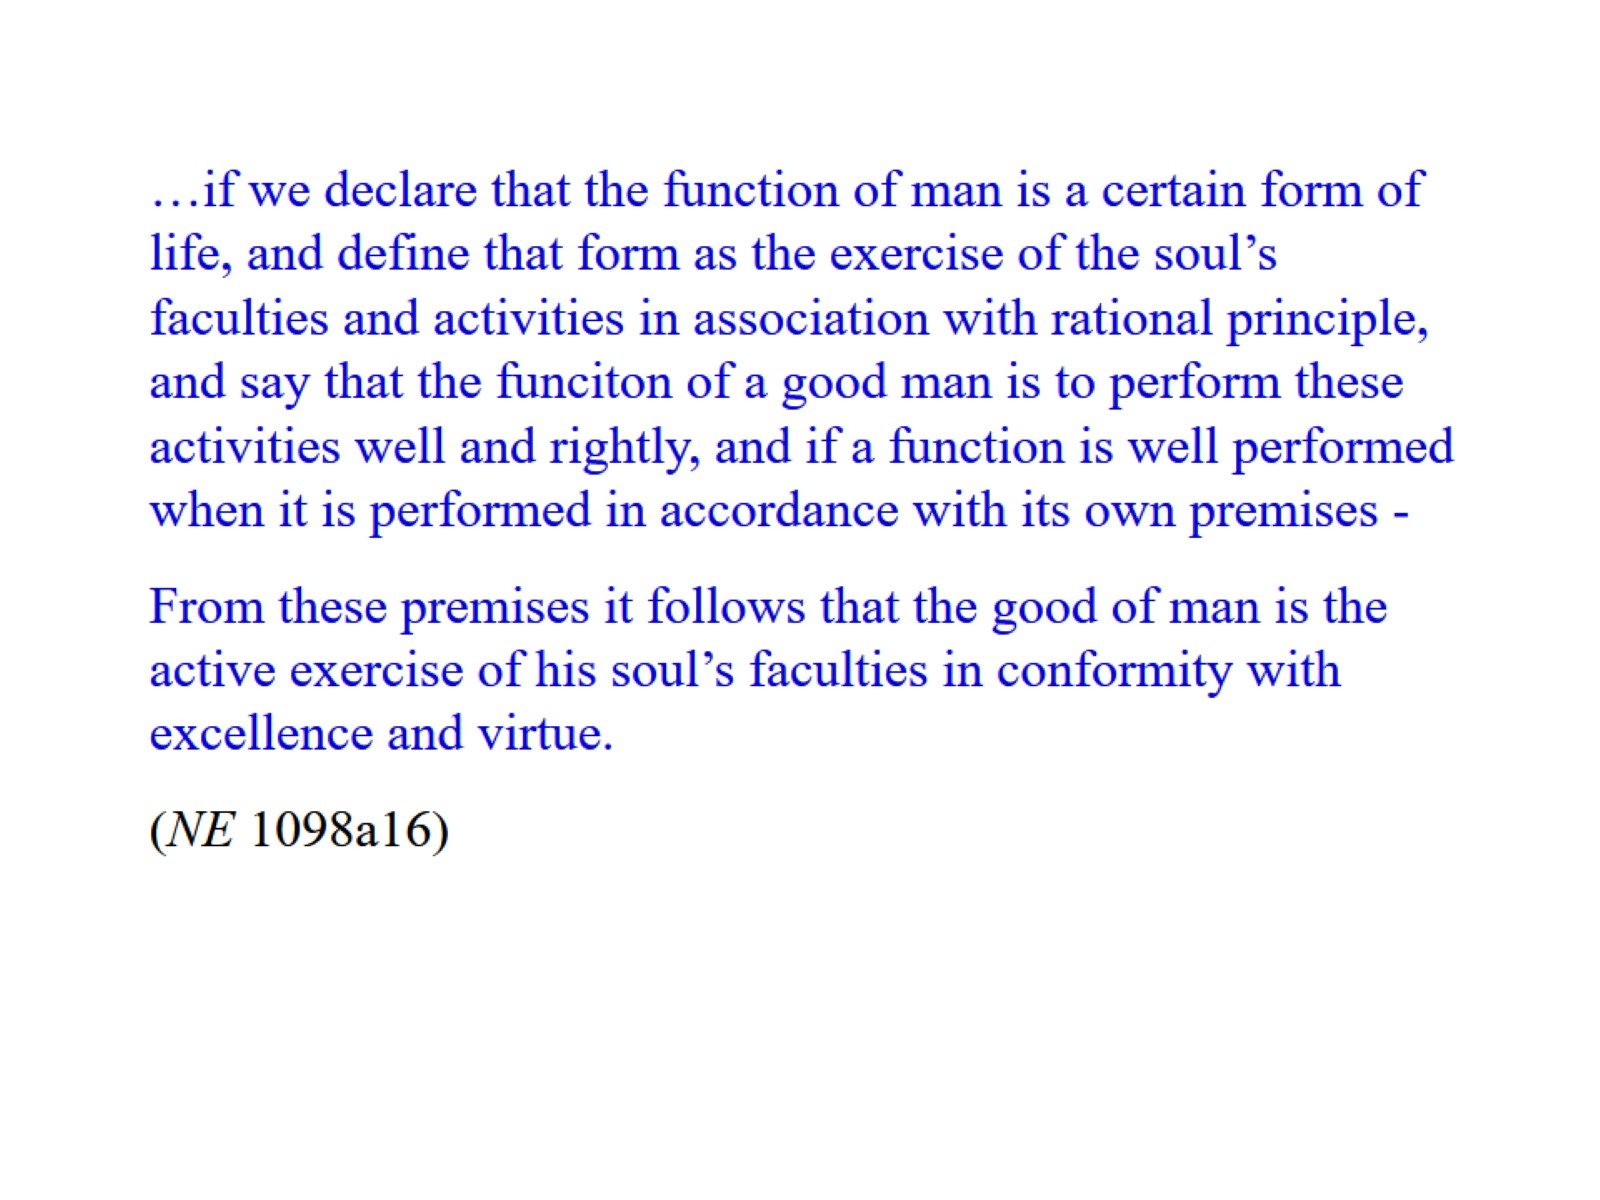 …if we declare that the function of man is a certain form of
life, and define that form as the exercise of the soul’s
faculties and activities in association with rational principle,
and say that the funciton of a good man is to perform these
activities well and rightly, and if a function is well performed
when it is performed in accordance with its own premises -
From these premises it follows that the good of man is the
active exercise of his soul’s faculties in conformity with
excellence and virtue.
(NE 1098a16)